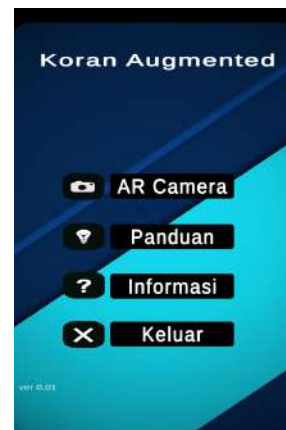 Koran Augmented
AR Camera
Panduan
? Informasi
Keluar
ver 0.01